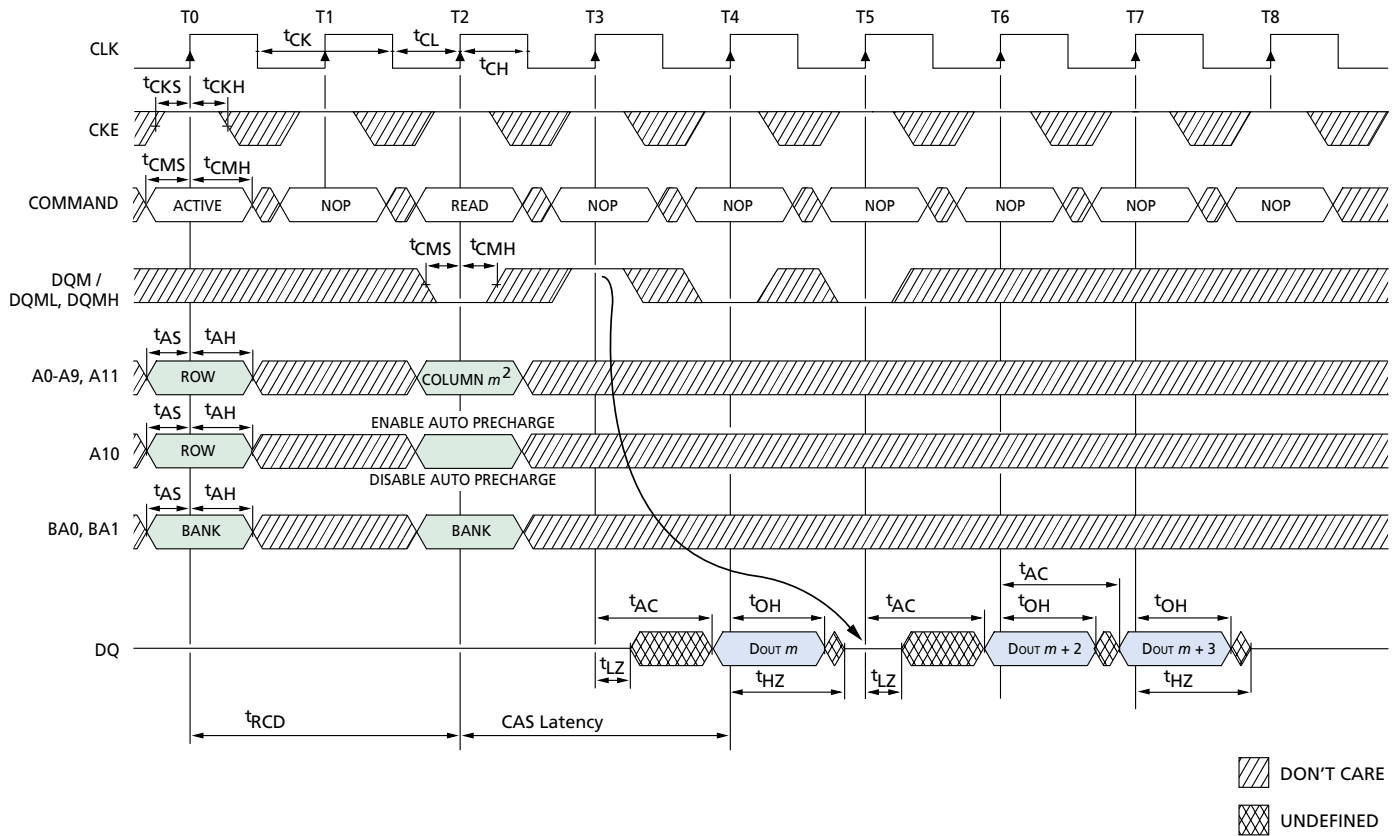 T0 T1 T2 T3 T4 T5 T6 T7 T8
CLK
tCK tCL
tCH
tCKS tCKH
CKE
tCMS tCMH
COMMAND ACTIVE NOP READ NOP NOP NOP NOP NOP NOP
tCMS tCMH
DQM /
DQML, DQMH
tAS tAH
A0-A9, A11 ROW COLUMN m2
tAS tAH ENABLE AUTO PRECHARGE
A10 ROW
DISABLE AUTO PRECHARGE
tAS tAH
BA0, BA1 BANK BANK
tAC
tAC tOH tAC tOH tOH
DQ DOUT m DOUT m + 2 DOUT m + 3
tLZ tHZ tLZ tHZ
tRCD CAS Latency
DON'T CARE
UNDEFINED